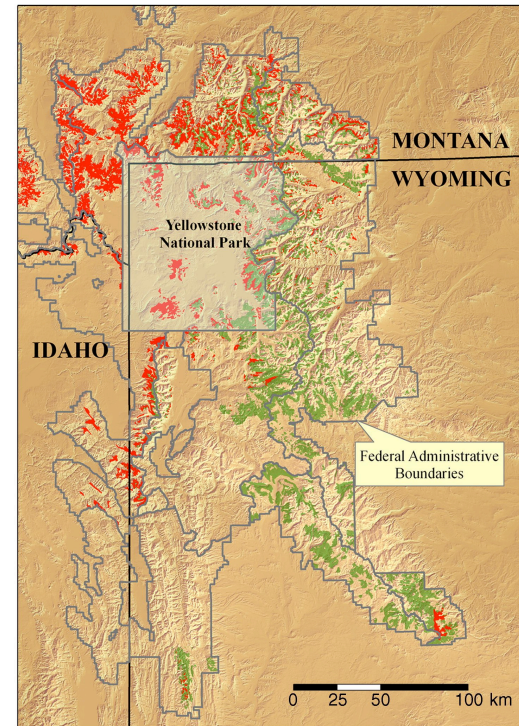 MONTANA
WYOMING
Yellowstone
National Park
IDAHO
Federal Administrative
Boundaries
0 25 50 100 km